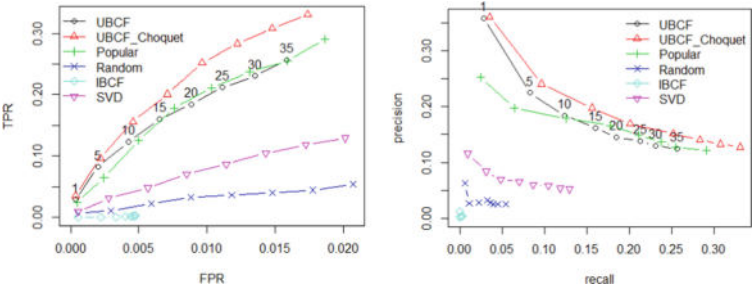 UBCF
UBCF_Choquet
Popular
Random
IBCF
SVD
1
5
10
15
20
25
30
35
0.00
0.10
0.20
0.30
TPR
0.000
0.005
0.010
0.015
0.020
FPR
UBCF
UBCF_Choquet
Popular
Random
IBCF
SVD
1
5
10
15
20
25
30
35
0.00
0.10
0.20
0.30
precision
0.00
0.05
0.10
0.15
0.20
0.25
0.30
recall